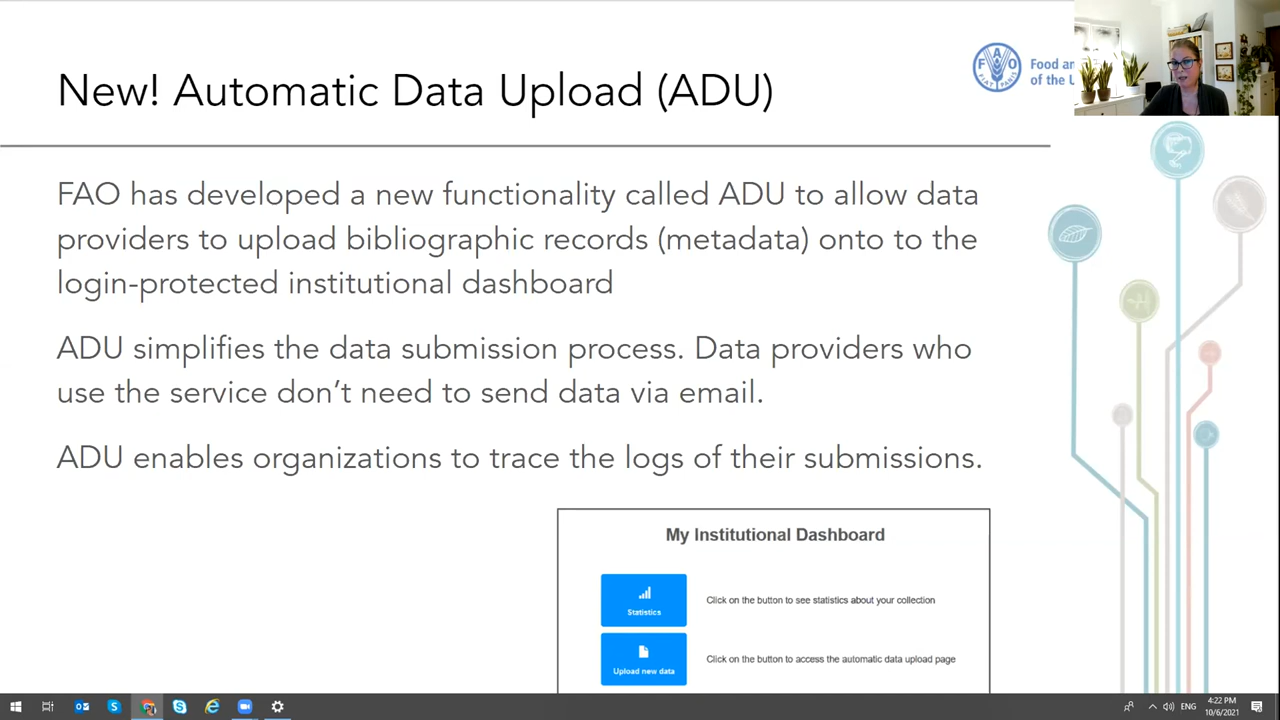 New! Automatic Data Upload (ADU)
FAO
FIAT PANIS
Food an
of the U
FAO has developed a new functionality called ADU to allow data
providers to upload bibliographic records (metadata) onto to the
login-protected institutional dashboard
ADU simplifies the data submission process. Data providers who
use the service don’t need to send data via email.
ADU enables organizations to trace the logs of their submissions.
My Institutional Dashboard
Statistics
Click on the button to see statistics about your collection
Upload new data
Click on the button to access the automatic data upload page
ENG
4:22 PM
10/6/2021